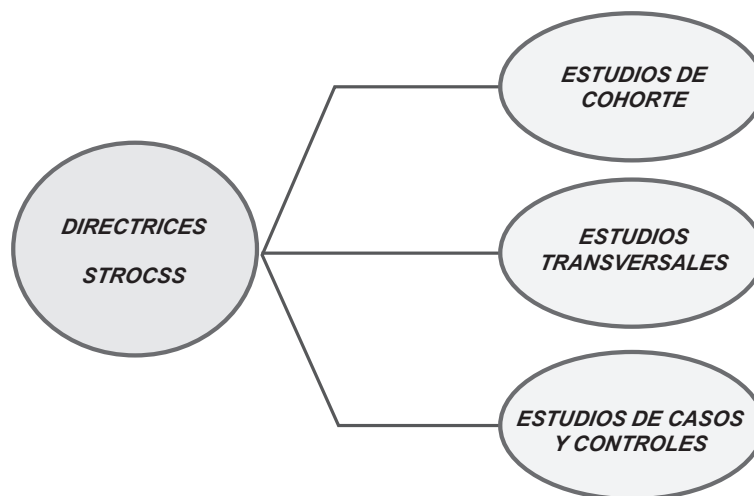 ESTUDIOS DE
COHORTE
DIRECTRICES
STROCSS
ESTUDIOS
TRANSVERSALES
ESTUDIOS DE CASOS
Y CONTROLES